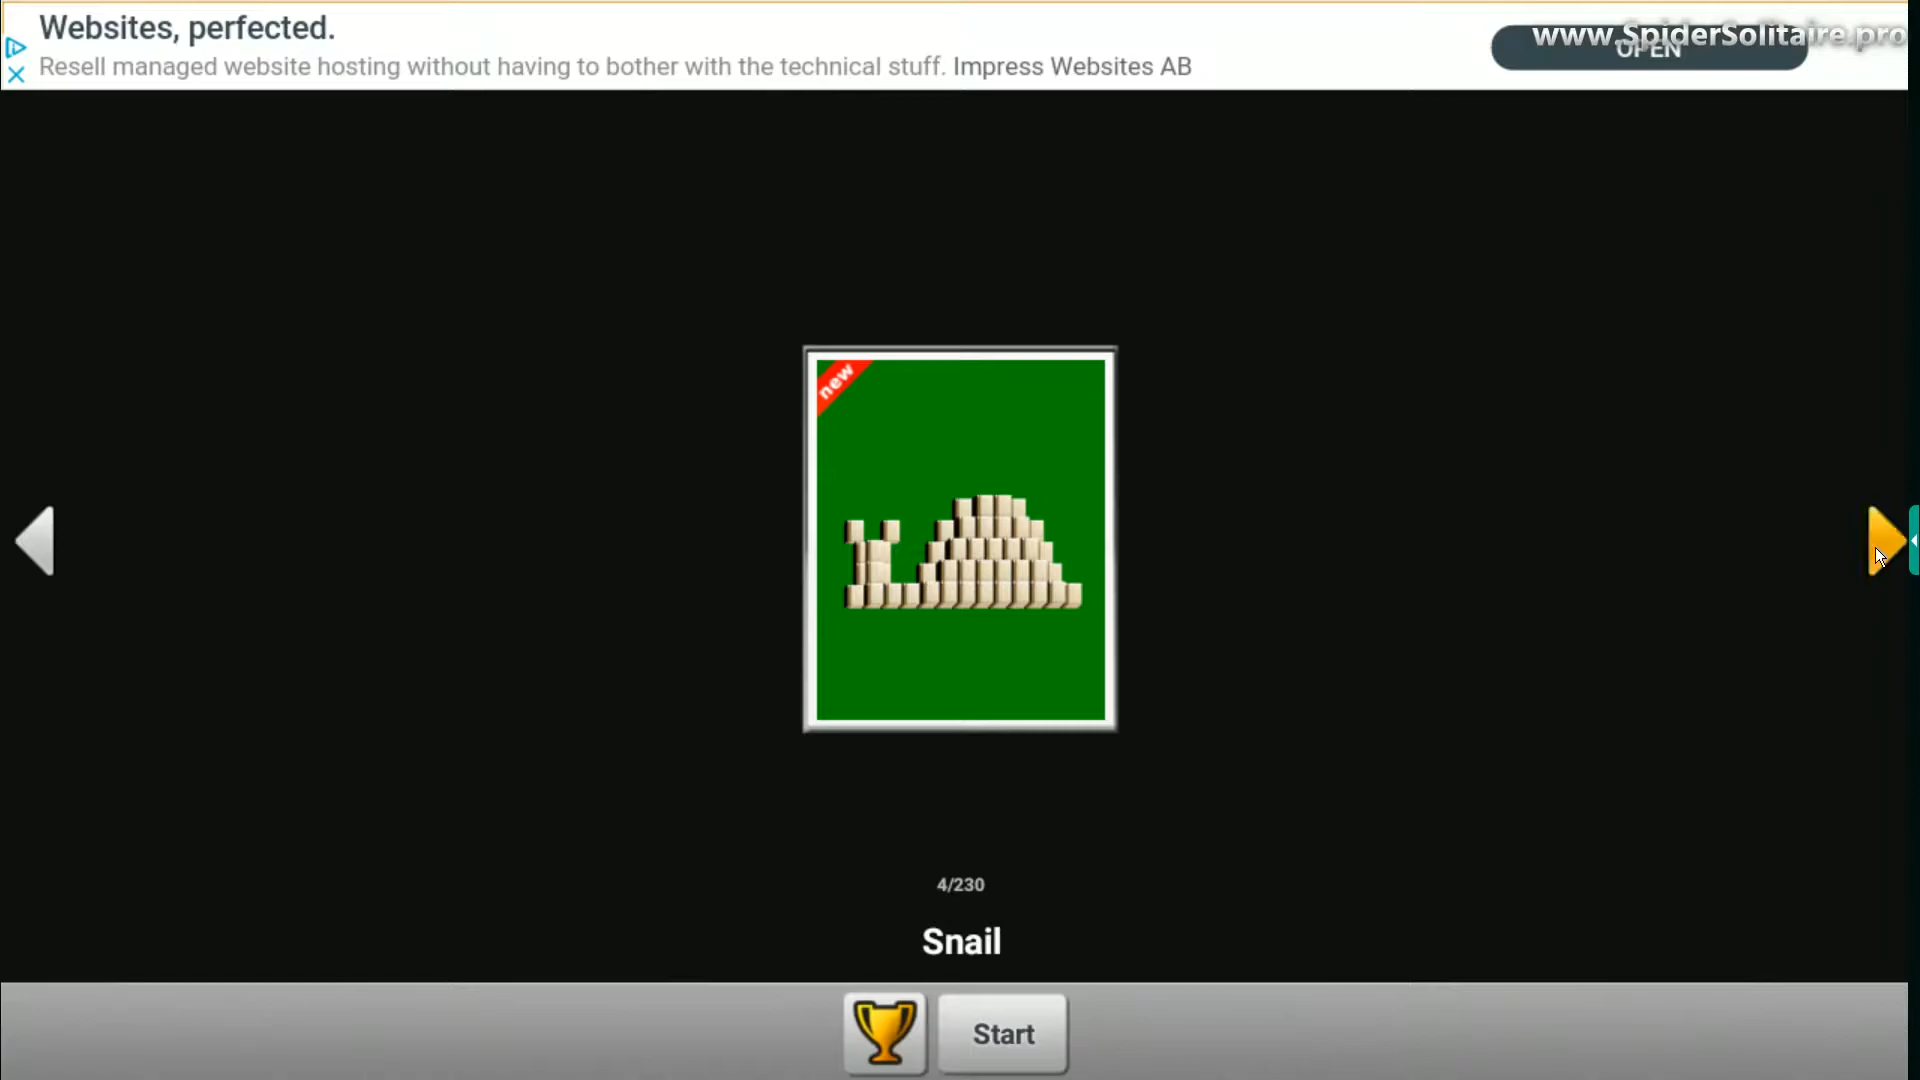 Websites, perfected.
www.SpiderSolitaire.pro
OPEN
Resell managed website hosting without having to bother with the technical stuff. Impress Websites AB
new
4/230
Snail
Start